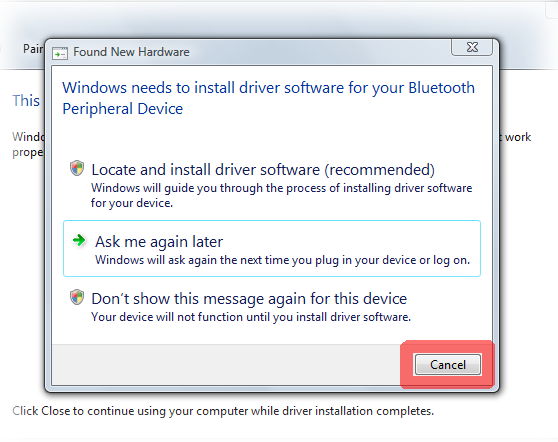 Pair
Found New Hardware
This
Windows needs to install driver software for your Bluetooth
Peripheral Device
work
Locate and install driver software (recommended)
Windows will guide you through the process of installing driver software
for your device.
Ask me again later
Windows will ask again the next time you plug in your device or log on.
Don't show this message again for this device
Your device will not function until you install driver software.
Cancel
Click Close to continue using your computer while driver installation completes.